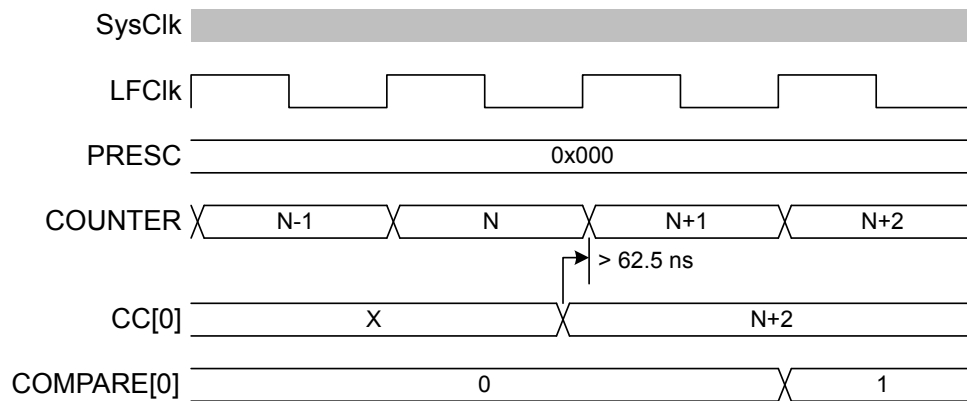 SysClk
LFClk
PRESC 0x000
COUNTER N-1 N N+1 N+2
> 62.5 ns
CC[0] X N+2
COMPARE[0] 0 1